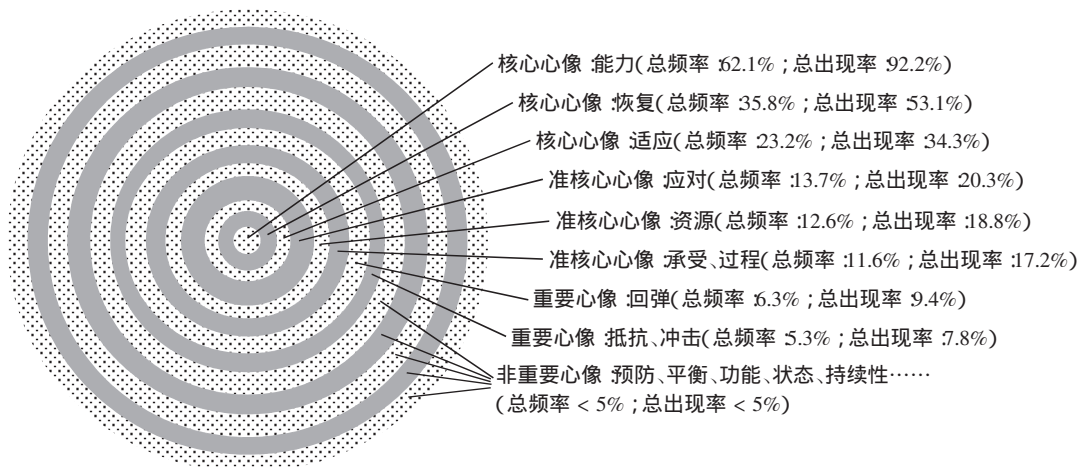 核心心像:能力(总频率:62.1%;总出现率:92.2%)
核心心像:恢复(总频率:35.8%;总出现率:53.1%)
核心心像:适应(总频率:23.2%;总出现率:34.3%)
准核心心像:应对(总频率:13.7%;总出现率:20.3%)
准核心心像:资源(总频率:12.6%;总出现率:18.8%)
准核心心像:承受、过程(总频率:11.6%;总出现率:17.2%)
重要心像:回弹(总频率:6.3%;总出现率:9.4%)
重要心像:抵抗、冲击(总频率:5.3%;总出现率:7.8%)
非重要心像:预防、平衡、功能、状态、持续性……
(总频率<5%;总出现率<5%)